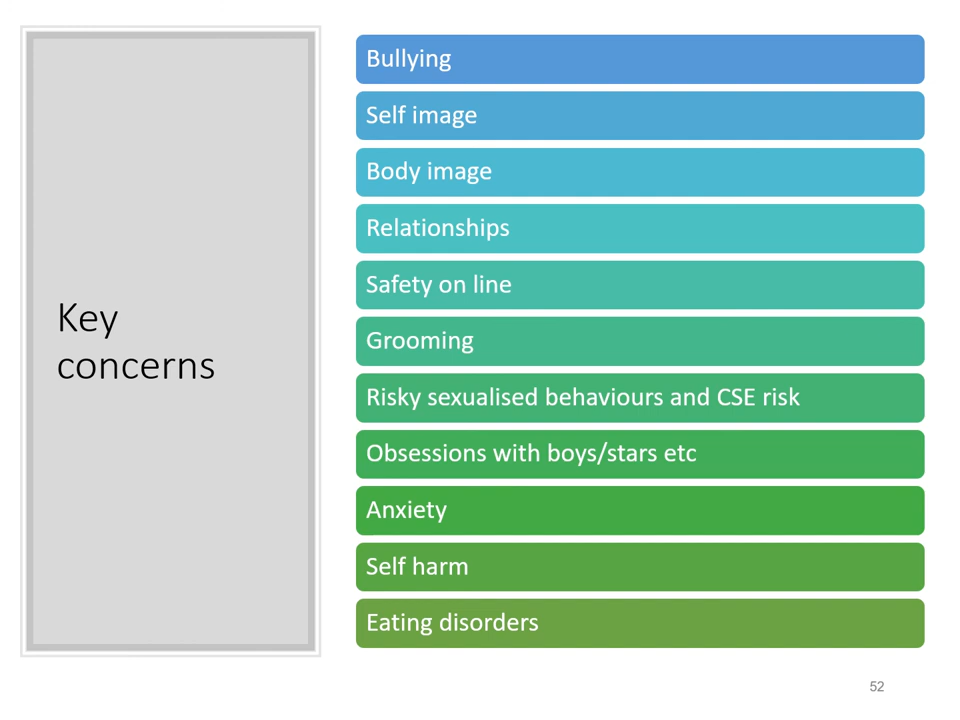 Key
concerns
Bullying
Self image
Body image
Relationships
Safety on line
Grooming
Risky sexualised behaviours and CSE risk
Obsessions with boys/stars etc
Anxiety
Self harm
Eating disorders
52